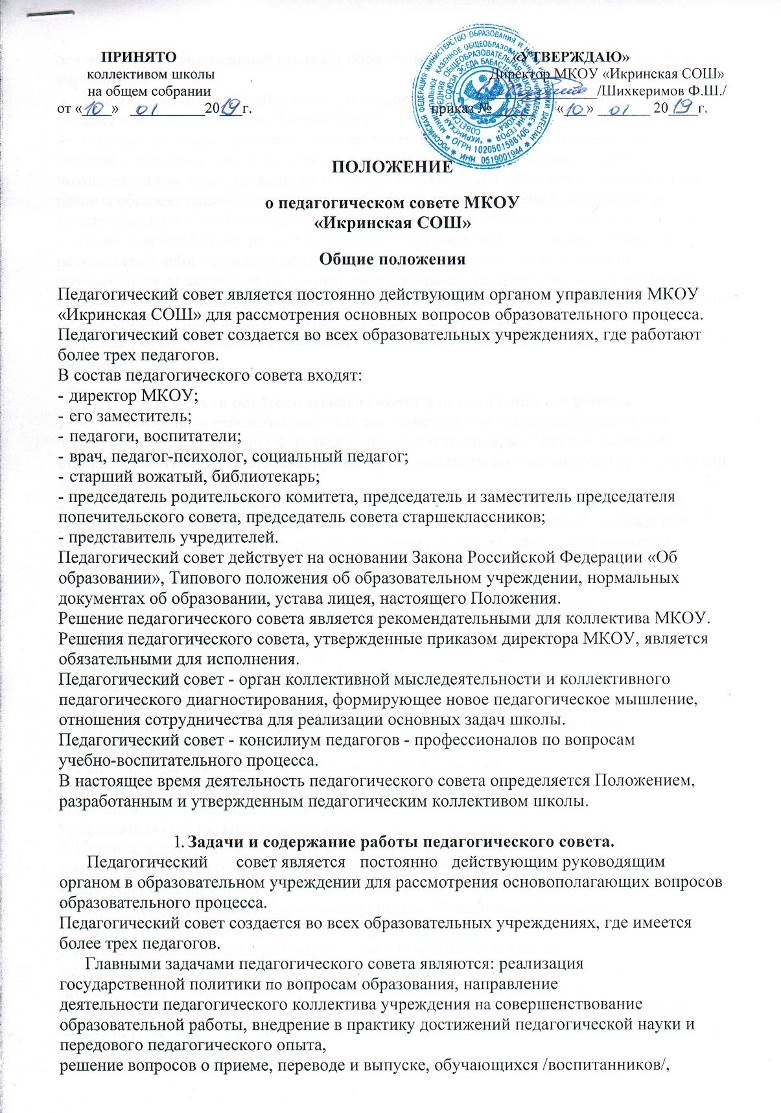 ПРИНЯТО
коллективом школы
на общем собрании
от «10» 01 2019 г.
«УТВЕРЖДАЮ»
Директор МКОУ «Икринская СОШ»
/Шихкеримов Ф.Ш./
приказ № «10» 01 2019 г.
ОГРН 1020501588106 * ИНН 0519001944 *
ПОЛОЖЕНИЕ
о педагогическом совете МКОУ
«Икринская СОШ»
Общие положения
Педагогический совет является постоянно действующим органом управления МКОУ
«Икринская СОШ» для рассмотрения основных вопросов образовательного процесса.
Педагогический совет создается во всех образовательных учреждениях, где работают
более трех педагогов.
В состав педагогического совета входят:
- директор МКОУ;
- его заместитель;
- педагоги, воспитатели;
- врач, педагог-психолог, социальный педагог;
- старший вожатый, библиотекарь;
- председатель родительского комитета, председатель и заместитель председателя
попечительского совета, председатель совета старшеклассников;
- представитель учредителей.
Педагогический совет действует на основании Закона Российской Федерации «Об
образовании», Типового положения об образовательном учреждении, нормальных
документах об образовании, устава лицея, настоящего Положения.
Решение педагогического совета является рекомендательными для коллектива МКОУ.
Решения педагогического совета, утвержденные приказом директора МКОУ, является
обязательными для исполнения.
Педагогический совет - орган коллективной мыследеятельности и коллективного
педагогического диагностирования, формирующее новое педагогическое мышление,
отношения сотрудничества для реализации основных задач школы.
Педагогический совет - консилиум педагогов - профессионалов по вопросам
учебно-воспитательного процесса.
В настоящее время деятельность педагогического совета определяется Положением,
разработанным и утвержденным педагогическим коллективом школы.
1. Задачи и содержание работы педагогического совета.
Педагогический совет является постоянно действующим руководящим
органом в образовательном учреждении для рассмотрения основополагающих вопросов
образовательного процесса.
Педагогический совет создается во всех образовательных учреждениях, где имеется
более трех педагогов.
Главными задачами педагогического совета являются: реализация
государственной политики по вопросам образования, направление
деятельности педагогического коллектива учреждения на совершенствование
образовательной работы, внедрение в практику достижений педагогической науки и
передового педагогического опыта,
решение вопросов о приеме, переводе и выпуске, обучающихся /воспитанников/,